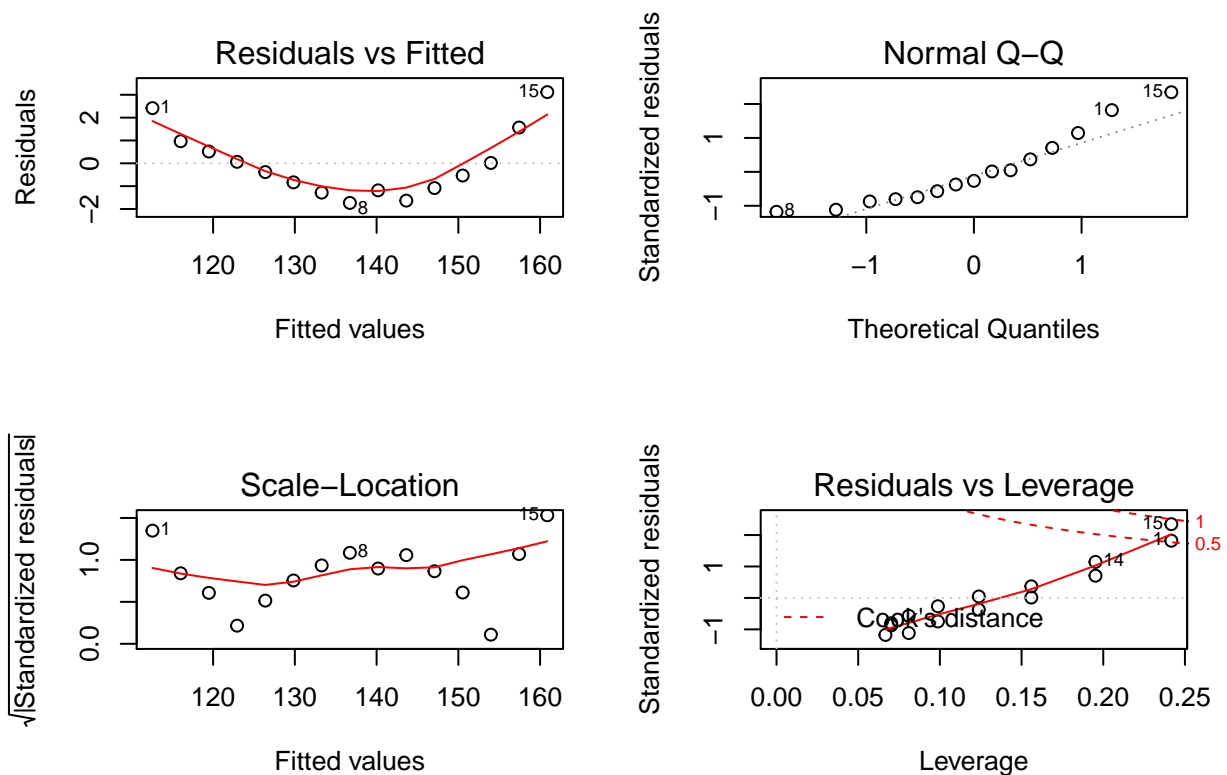 Residuals vs Fitted
Residuals
2
0
−2
1
8
15
120 130 140 150 160
Fitted values
Normal Q−Q
Standardized residuals
1
−1
8
1
15
−1 0 1
Theoretical Quantiles
Scale−Location
√|Standardized residuals|
1.0
0.0
1
8
15
120 130 140 150 160
Fitted values
Residuals vs Leverage
Standardized residuals
1
−1
15
1
14
1
0.5
Cook's distance
0.00 0.05 0.10 0.15 0.20 0.25
Leverage